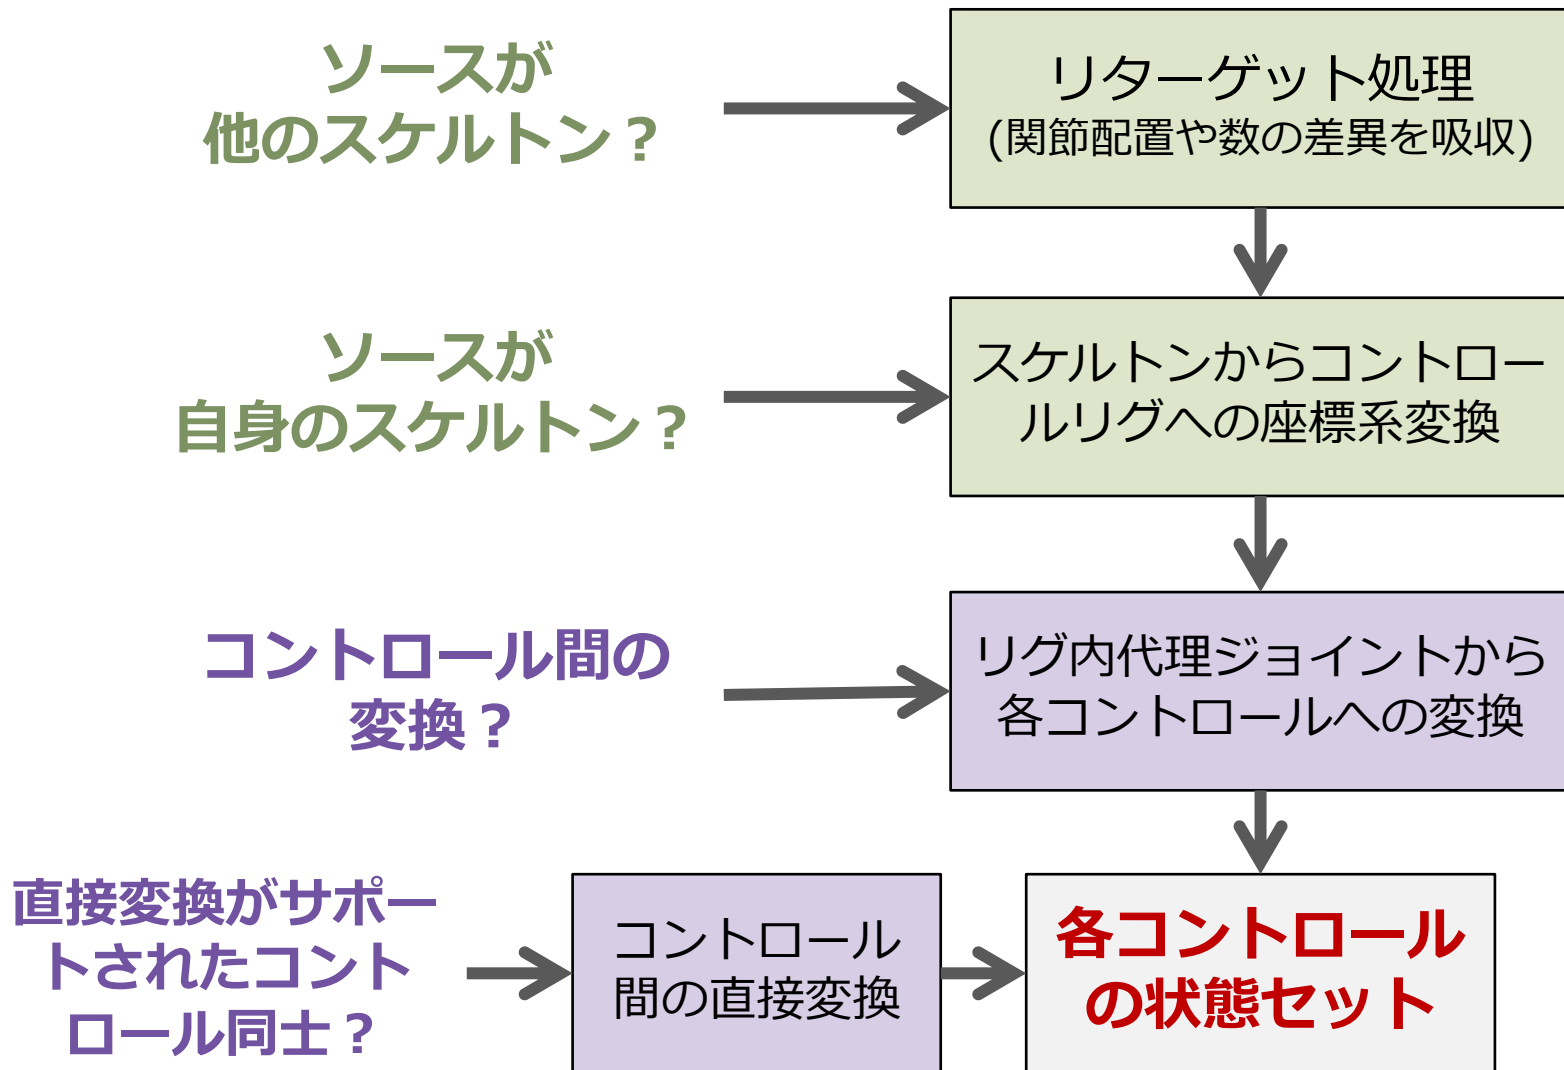 ソースが
他のスケルトン？
リターゲット処理
(関節配置や数の差異を吸収)
ソースが
自身のスケルトン？
スケルトンからコントロー
ルリグへの座標系変換
コントロール間の
変換？
リグ内代理ジョイントから
各コントロールへの変換
直接変換がサポー
トされたコント
ロール同士？
コントロール
間の直接変換
各コントロール
の状態セット